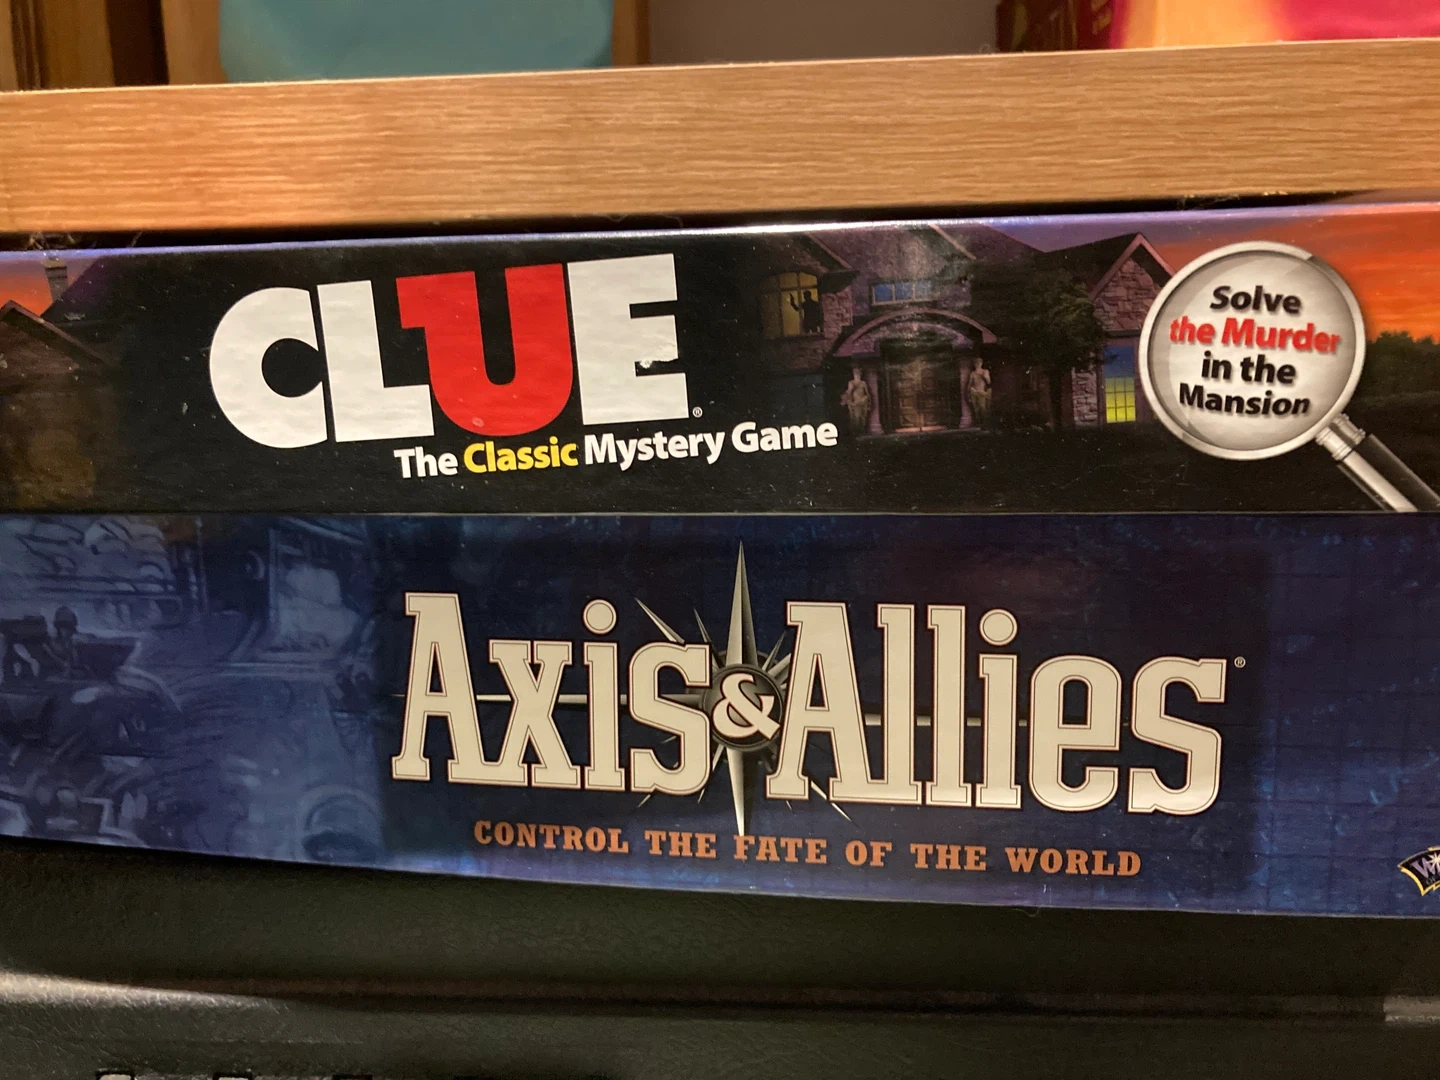 CLUE®
The Classic Mystery Game
Solve
the Murder
in the
Mansion
Axis & Allies®
CONTROL THE FATE OF THE WORLD